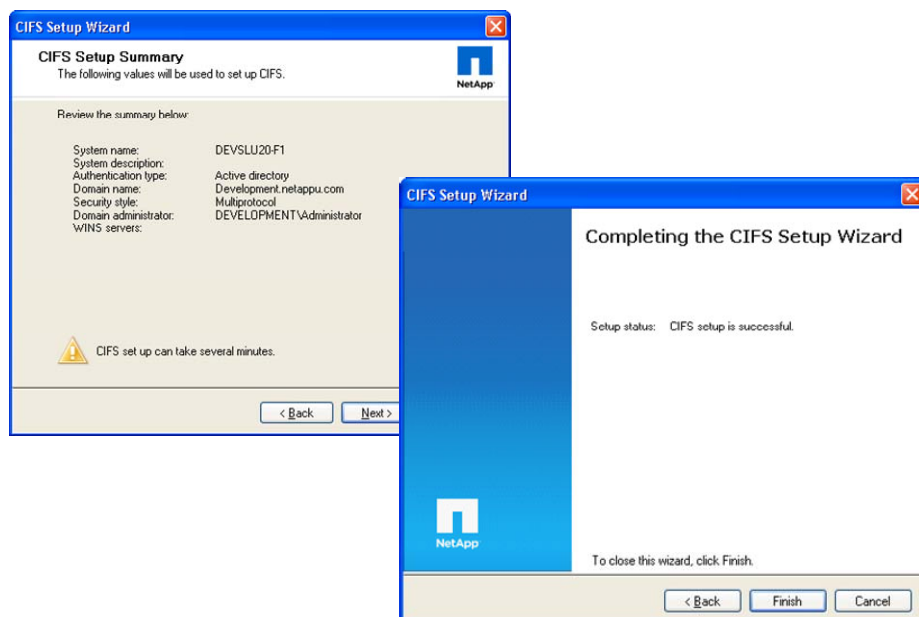 CIFS Setup Wizard
CIFS Setup Summary
The following values will be used to set up CIFS.
NetApp
Review the summary below:
System name: DEVSLU20-F1
System description:
Authentication type: Active directory
Domain name: Development.netappu.com
Security style: Multiprotocol
Domain administrator: DEVELOPMENT\Administrator
WINS servers:
CIFS set up can take several minutes.
< Back
Next >
CIFS Setup Wizard
Completing the CIFS Setup Wizard
Setup status: CIFS setup is successful.
NetApp
To close this wizard, click Finish.
< Back
Finish
Cancel